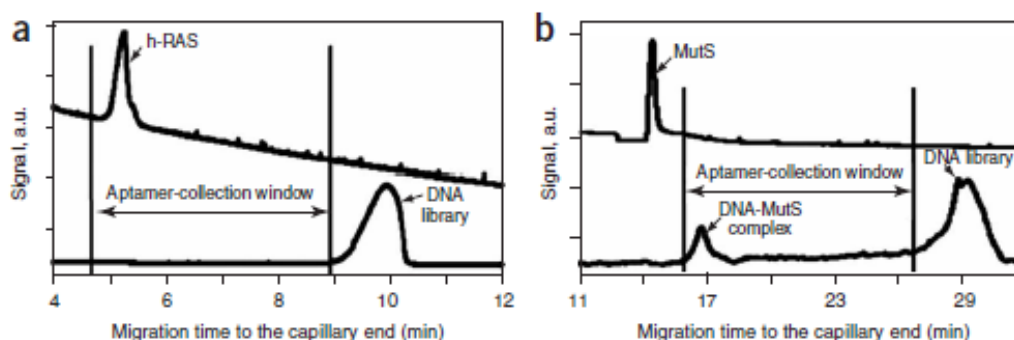 a
h-RAS
Signal, a.u.
Aptamer-collection window
DNA
library
4 6 8 10 12
Migration time to the capillary end (min)
b
MutS
Signal, a.u.
DNA library
Aptamer-collection window
DNA-MutS
complex
11 17 23 29
Migration time to the capillary end (min)